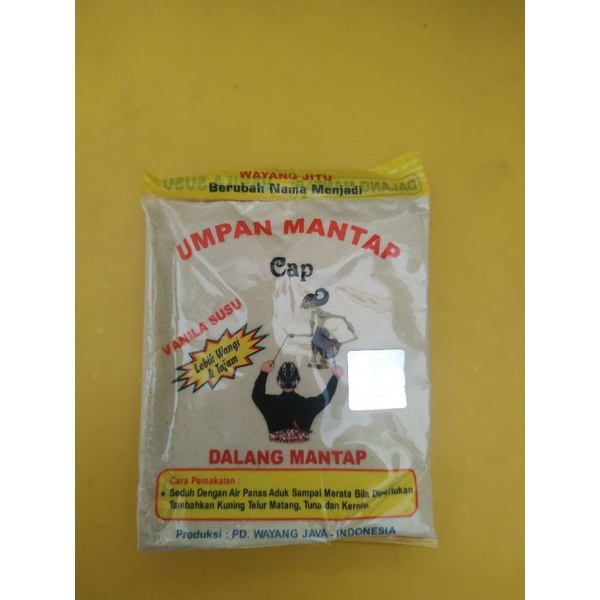 WAYANG JITU
Berubah Nama Menjadi
UMPAN MANTAP
Cap
VANILA SUSU
Lebih Wangi
& Tajam
DALANG MANTAP
Cara Pemakaian :
• Seduh Dengan Air Panas Aduk Sampai Merata Bila Diperlukan
Tambahkan Kuning Telur Matang, Tuna dan Keroto
Produksi : PD. WAYANG JAVA - INDONESIA